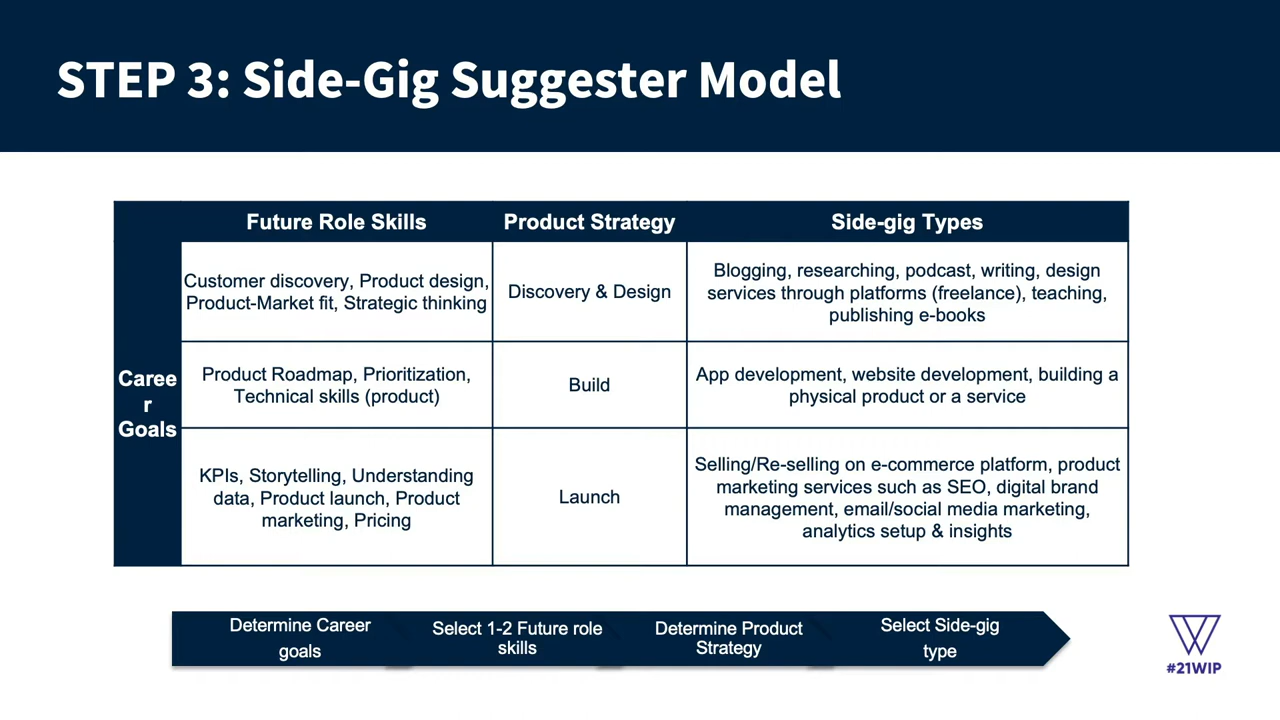 STEP 3: Side-Gig Suggester Model
Future Role Skills
Product Strategy
Side-gig Types
Caree
r
Goals
Customer discovery, Product design,
Product-Market fit, Strategic thinking
Discovery & Design
Blogging, researching, podcast, writing, design
services through platforms (freelance), teaching,
publishing e-books
Product Roadmap, Prioritization,
Technical skills (product)
Build
App development, website development, building a
physical product or a service
KPIs, Storytelling, Understanding
data, Product launch, Product
marketing, Pricing
Launch
Selling/Re-selling on e-commerce platform, product
marketing services such as SEO, digital brand
management, email/social media marketing,
analytics setup & insights
Determine Career
goals
Select 1-2 Future role
skills
Determine Product
Strategy
Select Side-gig
type
#21WIP